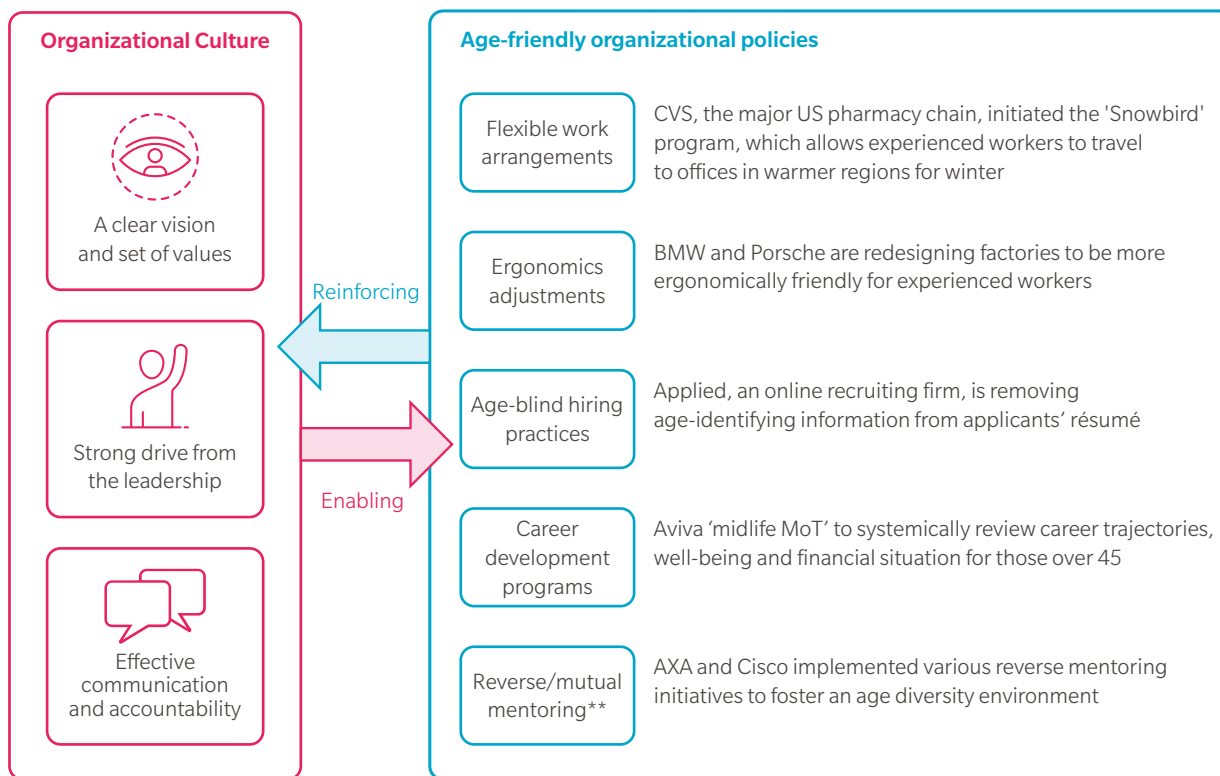 Organizational Culture
A clear vision
and set of values
Strong drive from
the leadership
Effective
communication
and accountability
Reinforcing
Enabling
Age-friendly organizational policies
Flexible work
arrangements
CVS, the major US pharmacy chain, initiated the 'Snowbird'
program, which allows experienced workers to travel
to offices in warmer regions for winter
Ergonomics
adjustments
BMW and Porsche are redesigning factories to be more
ergonomically friendly for experienced workers
Age-blind hiring
practices
Applied, an online recruiting firm, is removing
age-identifying information from applicants’ résumé
Career
development
programs
Aviva ‘midlife MoT’ to systemically review career trajectories,
well-being and financial situation for those over 45
Reverse/mutual
mentoring**
AXA and Cisco implemented various reverse mentoring
initiatives to foster an age diversity environment